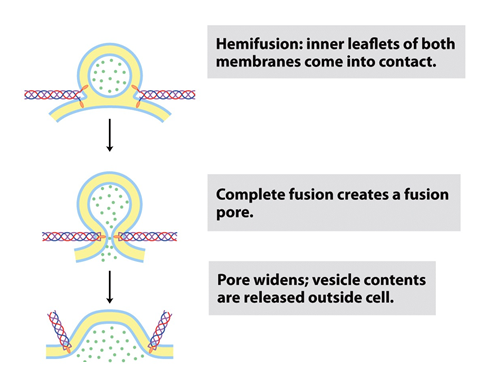 Hemifusion: inner leaflets of both
membranes come into contact.
Complete fusion creates a fusion
pore.
Pore widens; vesicle contents
are released outside cell.